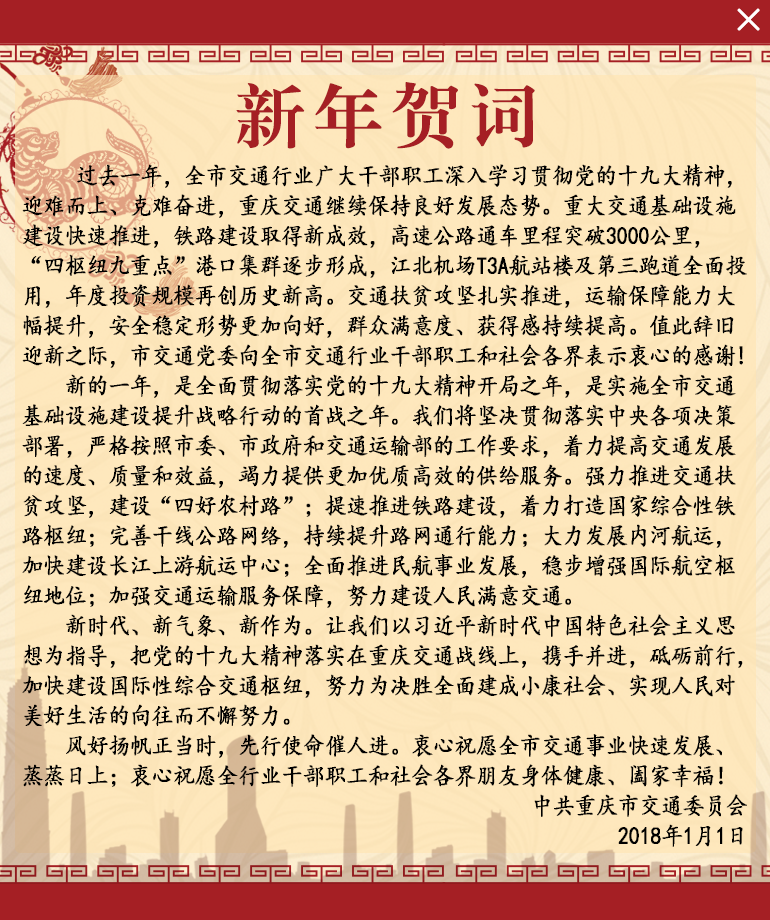 新年贺词
过去一年，全市交通行业广大干部职工深入学习贯彻党的十九大精神，
迎难而上、克难奋进，重庆交通继续保持良好发展态势。重大交通基础设施
建设快速推进，铁路建设取得新成效，高速公路通车里程突破3000公里，
“四枢纽九重点”港口集群逐步形成，江北机场T3A航站楼及第三跑道全面投
用，年度投资规模再创历史新高。交通扶贫攻坚扎实推进，运输保障能力大
幅提升，安全稳定形势更加向好，群众满意度、获得感持续提高。值此辞旧
迎新之际，市交通党委向全市交通行业干部职工和社会各界表示衷心的感谢！
新的一年，是全面贯彻落实党的十九大精神开局之年，是实施全市交通
基础设施建设提升战略行动的首战之年。我们将坚决贯彻落实中央各项决策
部署，严格按照市委、市政府和交通运输部的工作要求，着力提高交通发展
的速度、质量和效益，竭力提供更加优质高效的供给服务。强力推进交通扶
贫攻坚，建设“四好农村路”；提速推进铁路建设，着力打造国家综合性铁
路枢纽；完善干线公路网络，持续提升路网通行能力；大力发展内河航运，
加快建设长江上游航运中心；全面推进民航事业发展，稳步增强国际航空枢
纽地位；加强交通运输服务保障，努力建设人民满意交通。
新时代、新气象、新作为。让我们以习近平新时代中国特色社会主义思
想为指导，把党的十九大精神落实在重庆交通战线上，携手并进，砥砺前行，
加快建设国际性综合交通枢纽，努力为决胜全面建成小康社会、实现人民对
美好生活的向往而不懈努力。
风好扬帆正当时，先行使命催人进。衷心祝愿全市交通事业快速发展、
蒸蒸日上；衷心祝愿全行业干部职工和社会各界朋友身体健康、阖家幸福！
中共重庆市交通委员会
2018年1月1日